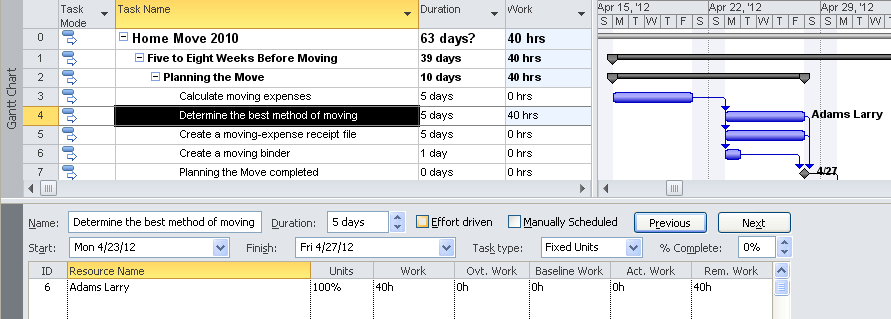 Task Mode Task Name Duration Work Apr 15, '12 Apr 22, '12 Apr 29, '12
S M T W T F S S M T W T F S S M T W
0 Home Move 2010 63 days? 40 hrs
1 Five to Eight Weeks Before Moving 39 days 40 hrs
2 Planning the Move 10 days 40 hrs
3 Calculate moving expenses 5 days 0 hrs
4 Determine the best method of moving 5 days 40 hrs Adams Larry
5 Create a moving-expense receipt file 5 days 0 hrs
6 Create a moving binder 1 day 0 hrs
7 Planning the Move completed 0 days 0 hrs 4/27
Gantt Chart
Name: Determine the best method of moving Duration: 5 days Effort driven Manually Scheduled Previous Next
Start: Mon 4/23/12 Finish: Fri 4/27/12 Task type: Fixed Units % Complete: 0%
ID Resource Name Units Work Ovt. Work Baseline Work Act. Work Rem. Work
6 Adams Larry 100% 40h 0h 0h 0h 40h